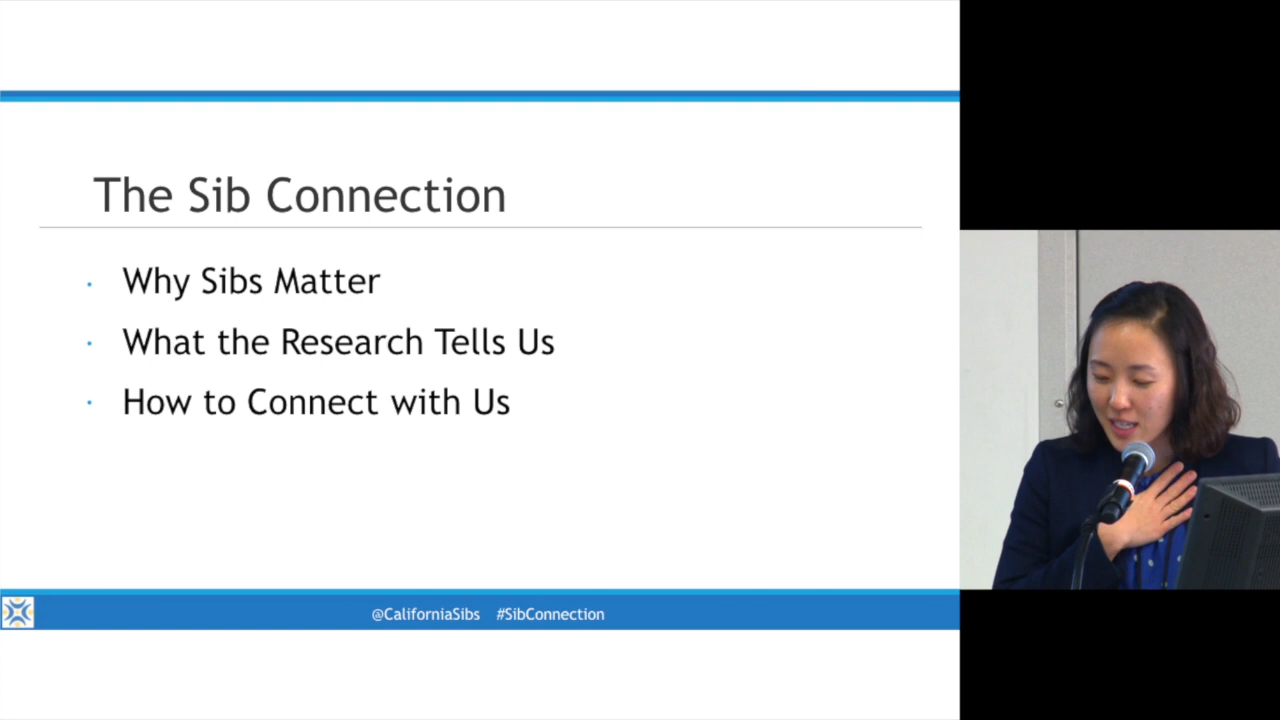 The Sib Connection
Why Sibs Matter
What the Research Tells Us
How to Connect with Us
@CaliforniaSibs #SibConnection